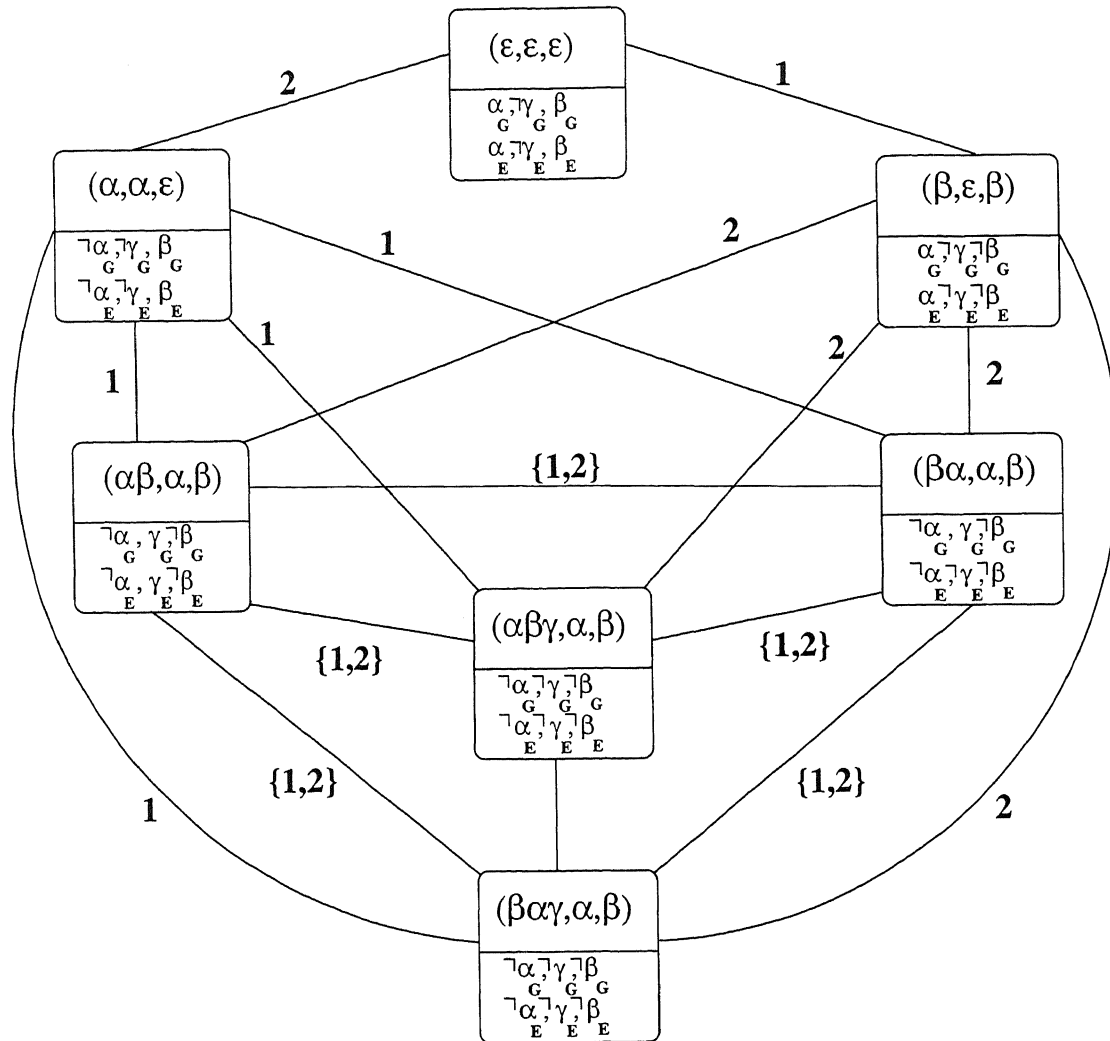 (ε,ε,ε)
α_G,¬γ_G,β_G
α_E,¬γ_E,β_E
2
1
(α,α,ε)
¬α_G,¬γ_G,β_G
¬α_E,¬γ_E,β_E
(β,ε,β)
α_G,¬γ_G,¬β_G
α_E,¬γ_E,¬β_E
1
2
1
2
1
2
(αβ,α,β)
¬α_G,γ_G,¬β_G
¬α_E,γ_E,¬β_E
{1,2}
(βα,α,β)
¬α_G,γ_G,¬β_G
¬α_E,¬γ_E,¬β_E
(αβγ,α,β)
¬α_G,¬γ_G,¬β_G
¬α_E,¬γ_E,¬β_E
{1,2}
{1,2}
{1,2}
{1,2}
1
2
(βαγ,α,β)
¬α_G,¬γ_G,¬β_G
¬α_E,¬γ_E,¬β_E